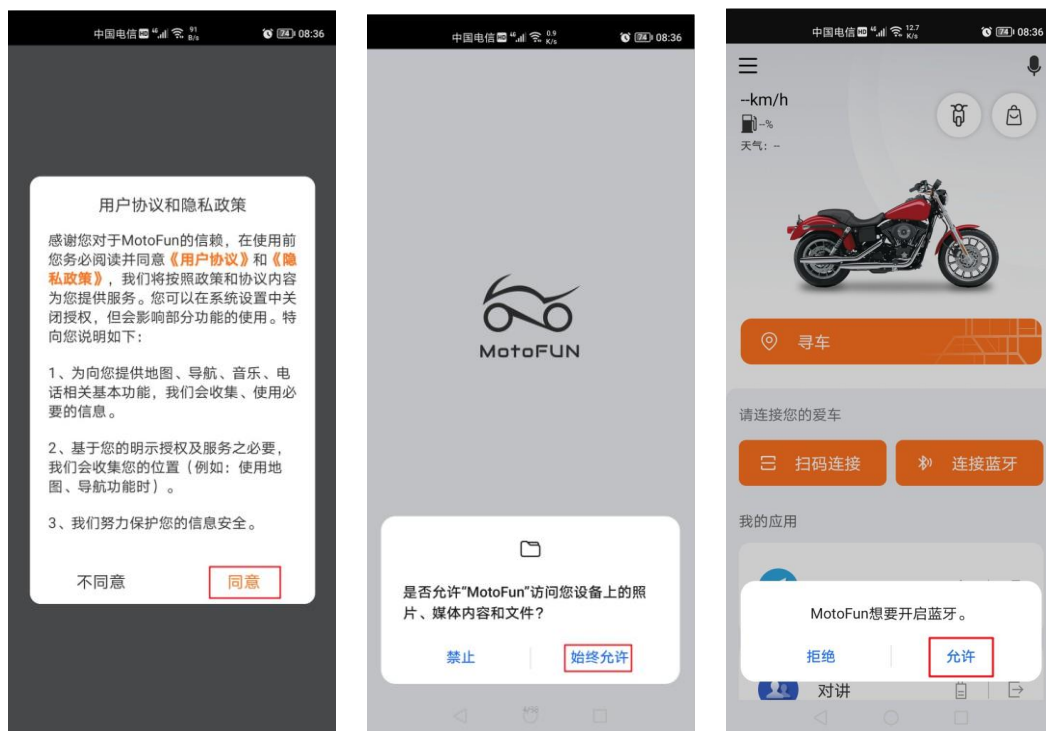 中国电信 HD 4G 91 B/s 74 08:36
用户协议和隐私政策
感谢您对于MotoFun的信赖，在使用前
您务必阅读并同意《用户协议》和《隐
私政策》，我们将按照政策和协议内容
为您提供服务。您可以在系统设置中关
闭授权，但会影响部分功能的使用。特
向您说明如下：
1、为向您提供地图、导航、音乐、电
话相关基本功能，我们会收集、使用必
要的信息。
2、基于您的明示授权及服务之必要，
我们会收集您的位置（例如：使用地
图、导航功能时）。
3、我们努力保护您的信息安全。
不同意 同意
中国电信 HD 0.9 K/s 74 08:36
MotoFUN
是否允许"MotoFun"访问您设备上的照
片、媒体内容和文件？
禁止 始终允许
中国电信 HD 12.7 K/s 74 08:36
--km/h
--%
天气：--
寻车
请连接您的爱车
扫码连接 连接蓝牙
我的应用
MotoFun想要开启蓝牙。
拒绝 允许
对讲